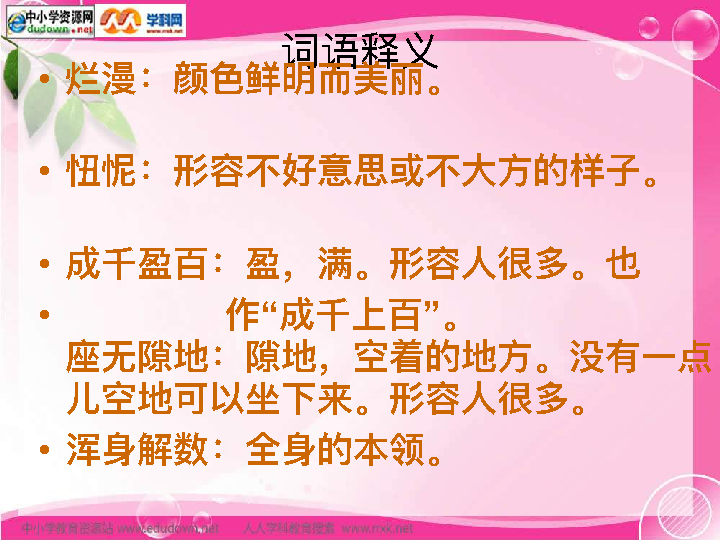 中小学资源网
edudown.net
学科网
www.nxk.net
词语释义
• 烂漫：颜色鲜明而美丽。
• 忸怩：形容不好意思或不大方的样子。
• 成千盈百：盈，满。形容人很多。也
• 作“成千上百”。
座无隙地：隙地，空着的地方。没有一点
儿空地可以坐下来。形容人很多。
• 浑身解数：全身的本领。
中小学教育资源站 www.edudown.net 人人学科教育搜索 www.nxk.net